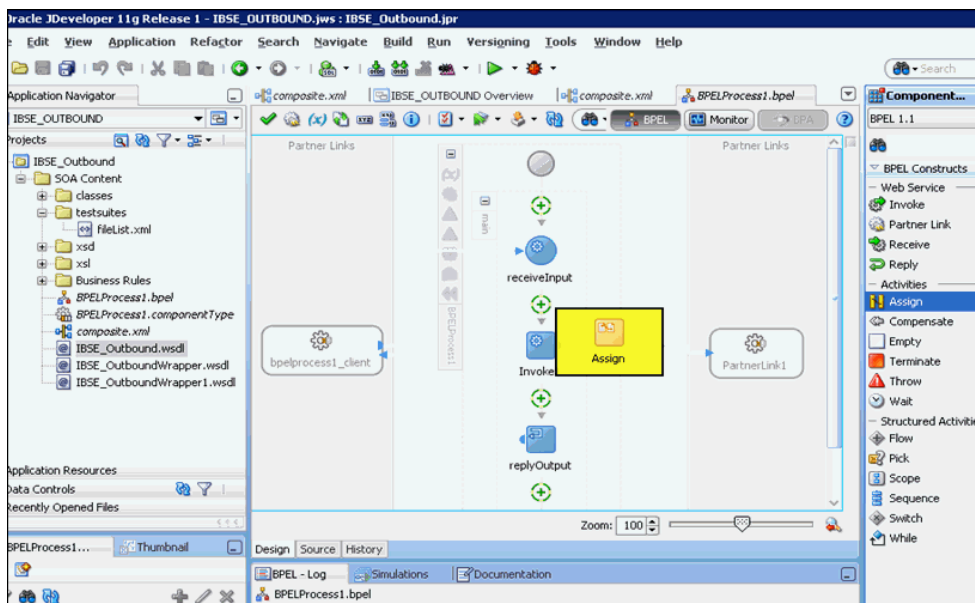 Oracle JDeveloper 11g Release 1 - IBSE_OUTBOUND.jws : IBSE_Outbound.jpr
Edit View Application Refactor Search Navigate Build Run Versioning Tools Window Help
Search
Application Navigator
composite.xml
IBSE_OUTBOUND Overview
composite.xml
BPELProcess1.bpel
Component...
IBSE_OUTBOUND
BPEL
Monitor
BPA
BPEL 1.1
Projects
IBSE_Outbound
SOA Content
classes
testsuites
fileList.xml
xsd
xsl
Business Rules
BPELProcess1.bpel
BPELProcess1.componentType
composite.xml
IBSE_Outbound.wsdl
IBSE_OutboundWrapper.wsdl
IBSE_OutboundWrapper1.wsdl
Application Resources
Data Controls
Recently Opened Files
BPELProcess1...
Thumbnail
Partner Links
Partner Links
main
receiveInput
BPELProcess1
bpelprocess1_client
Invoke
Assign
PartnerLink1
replyOutput
Zoom: 100
Design Source History
BPEL - Log
Simulations
Documentation
BPELProcess1.bpel
BPEL Constructs
Web Service
Invoke
Partner Link
Receive
Reply
Activities
Assign
Compensate
Empty
Terminate
Throw
Wait
Structured Activitie
Flow
Pick
Scope
Sequence
Switch
While